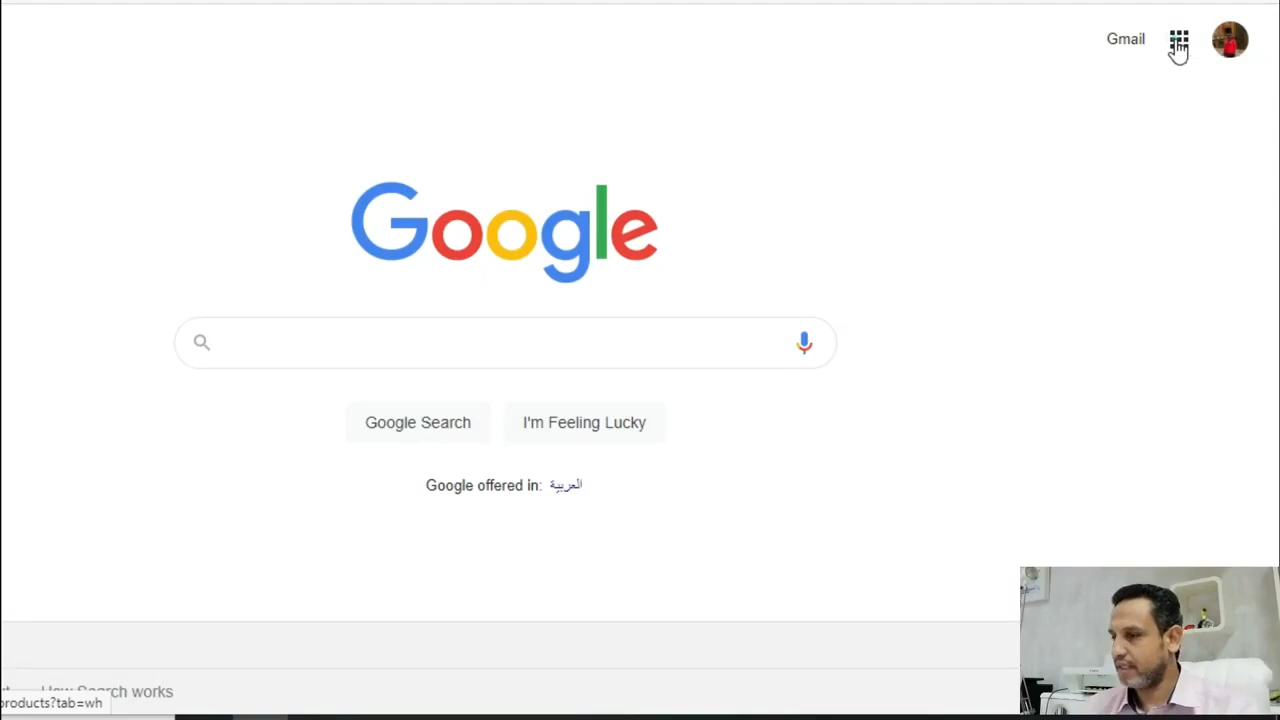 Gmail
Google
Google Search
I'm Feeling Lucky
Google offered in: العربية
How Search works
products?tab=wh